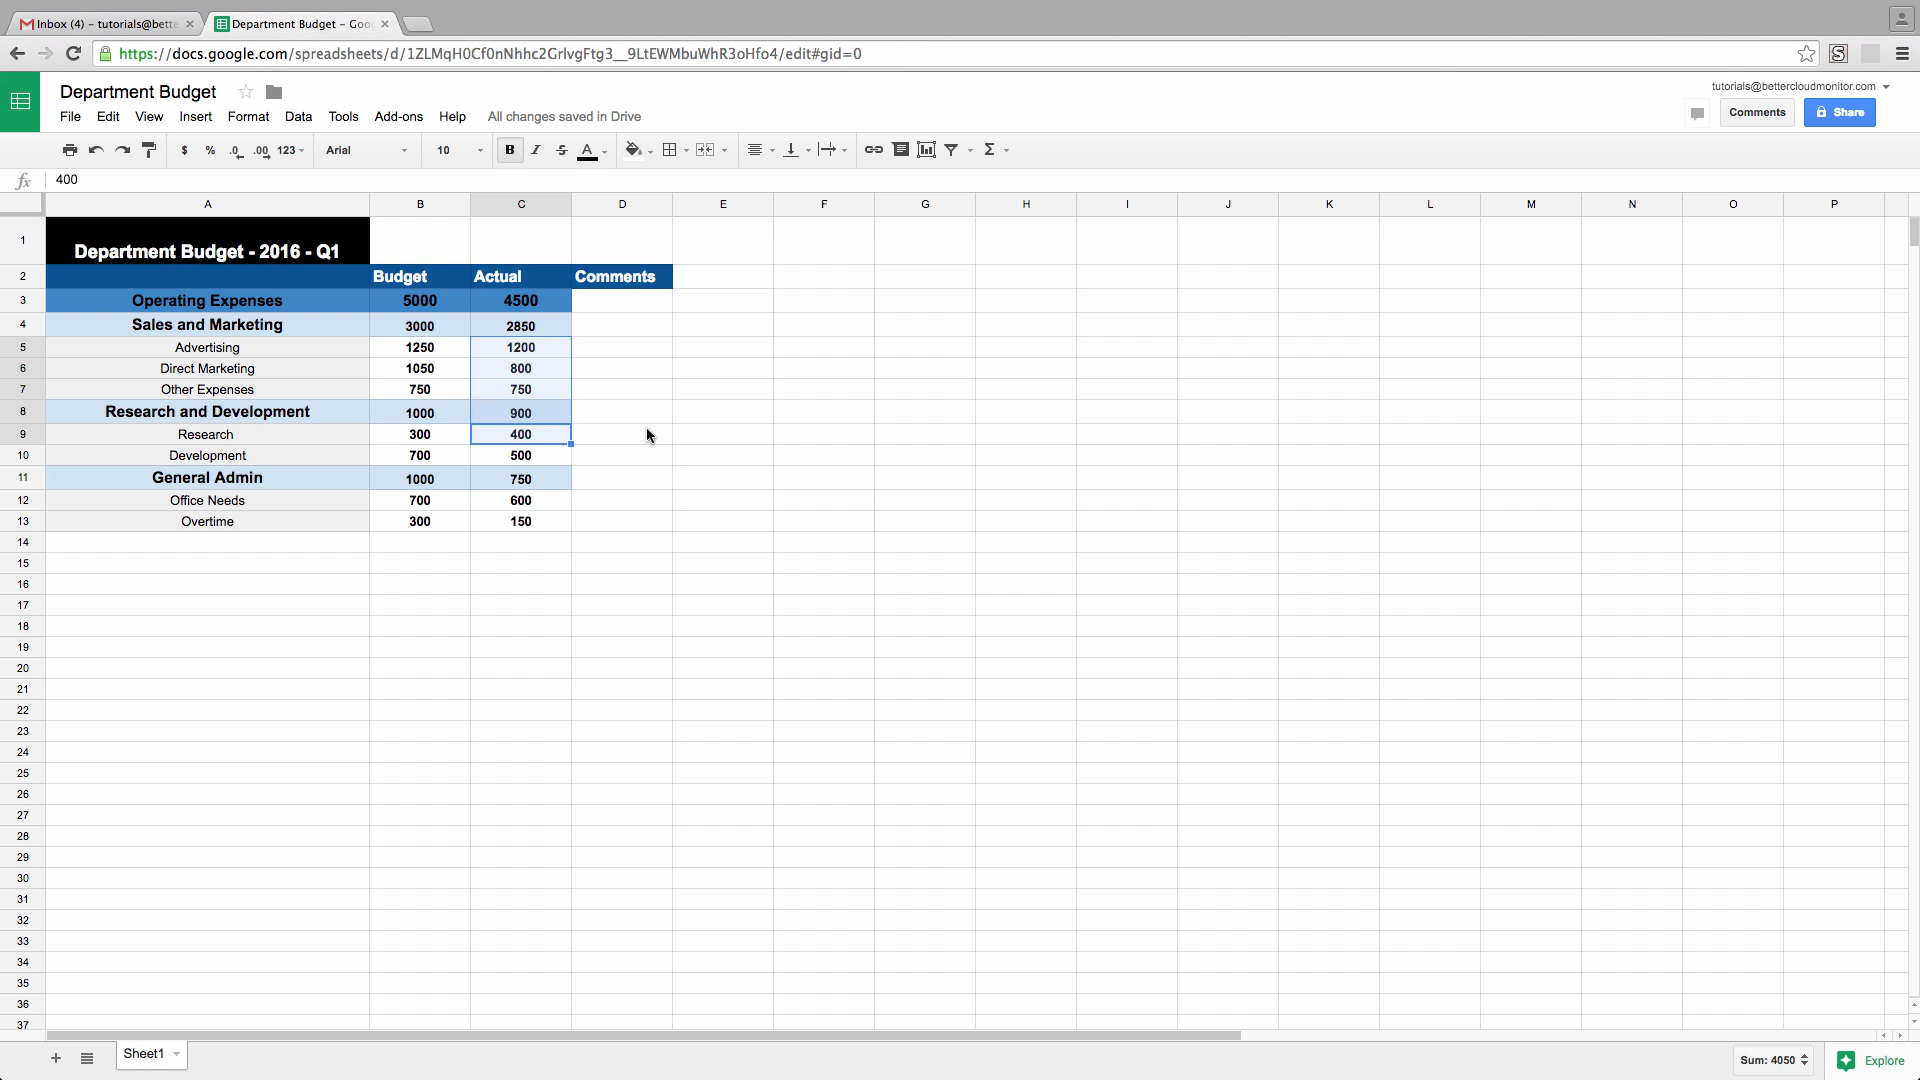 Inbox (4) – tutorials@bette
Department Budget – Goo
https://docs.google.com/spreadsheets/d/1ZLMqH0Cf0nNhhc2GrlvgFtg3__9LtEWMbuWhR3oHfo4/edit#gid=0
Department Budget
tutorials@bettercloudmonitor.com
File Edit View Insert Format Data Tools Add-ons Help All changes saved in Drive
Comments Share
$ % .0 .00 123 Arial 10 B I S A Σ
fx 400
A B C D E F G H I J K L M N O P
1 Department Budget - 2016 - Q1
2 Budget Actual Comments
3 Operating Expenses 5000 4500
4 Sales and Marketing 3000 2850
5 Advertising 1250 1200
6 Direct Marketing 1050 800
7 Other Expenses 750 750
8 Research and Development 1000 900
9 Research 300 400
10 Development 700 500
11 General Admin 1000 750
12 Office Needs 700 600
13 Overtime 300 150
14
15
16
17
18
19
20
21
22
23
24
25
26
27
28
29
30
31
32
33
34
35
36
37
+ Sheet1 Sum: 4050 Explore